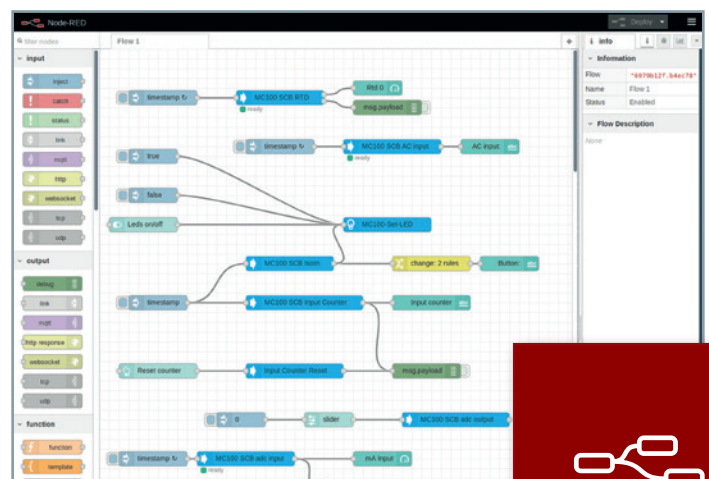 Node-RED
Deploy
filter nodes
Flow 1
info
i
input
inject
catch
status
link
mqtt
http
websocket
tcp
udp
output
debug
link
mqtt
http response
websocket
tcp
udp
function
function
template
timestamp ↻
MC100 SCB RTD
ready
Rtd 0
msg.payload
timestamp ↻
MC100 SCB AC input
ready
AC input
abc
true
false
Leds on/off
MC100-Set-LED
change: 2 rules
Button:
abc
timestamp
MC100 SCB Input Counter
Input counter
abc
Reset counter
Input Counter Reset
msg.payload
0
slider
MC100 SCB adc output
timestamp ↻
MC100 SCB adc input
ready
mA Input
Information
Flow "6979b12f.b4ec78"
Name Flow 1
Status Enabled
Flow Description
None